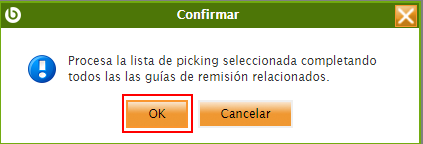 Confirmar
Procesa la lista de picking seleccionada completando
todos las las guías de remisión relacionados.
OK
Cancelar